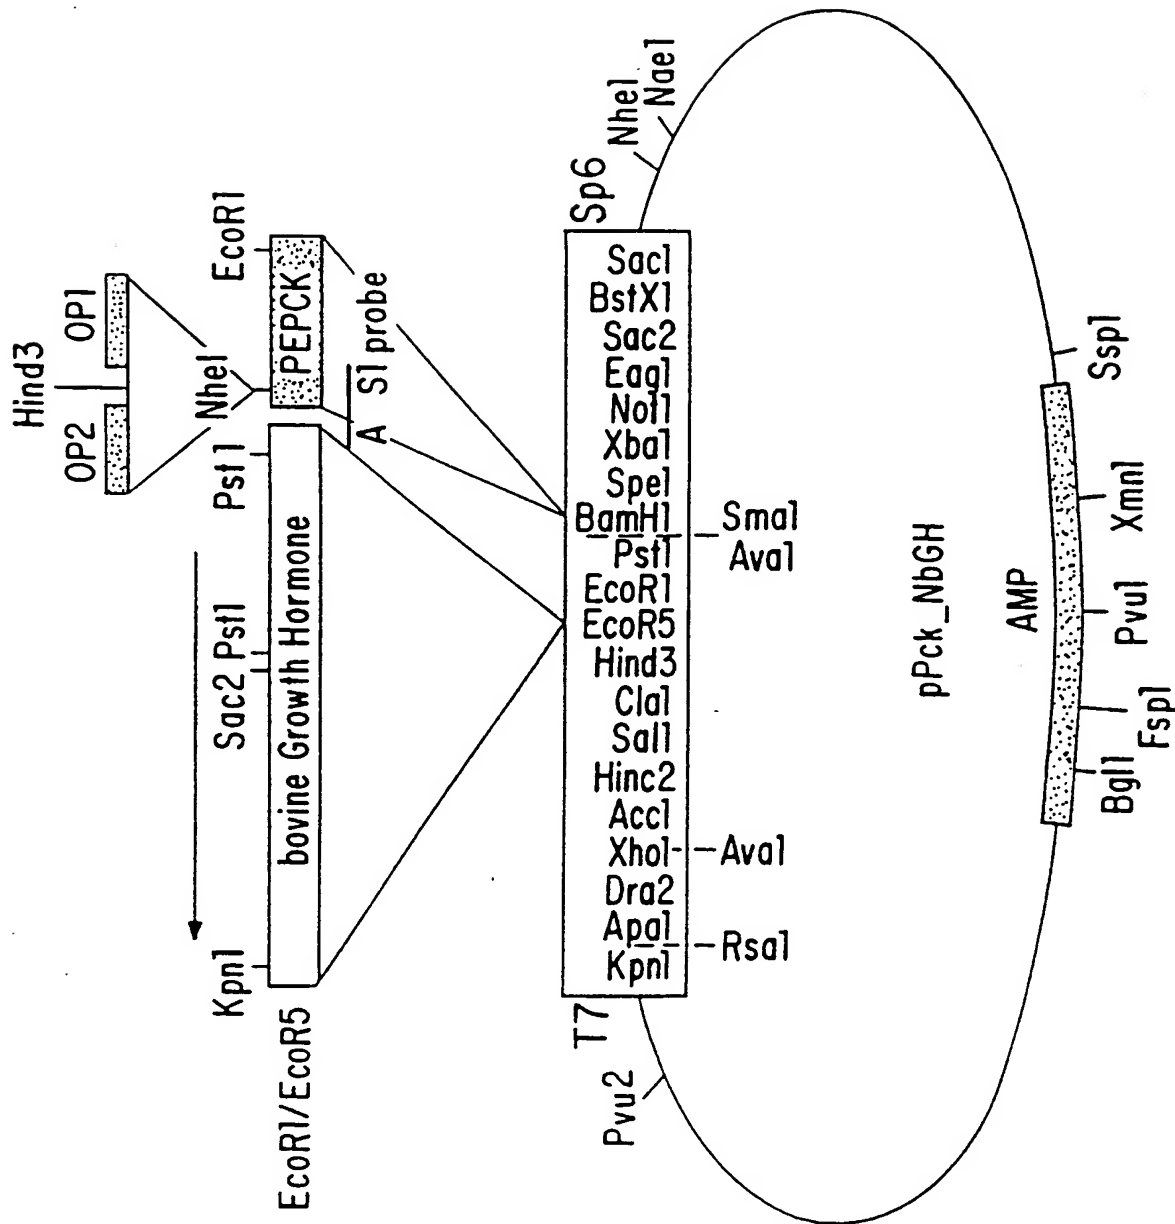 Hind3
OP2
OP1
Nhe1
EcoR1
Pst1
Sac2
Pst1
Kpn1
bovine Growth Hormone
PEPCK
A
S1 probe
EcoR1/EcoR5
T7
Sp6
Kpn1
Apa1
Dra2
Xho1
Acc1
Hinc2
Sal1
Cla1
Hind3
EcoR5
EcoR1
Pst1
BamH1
Spe1
Xba1
Not1
Eag1
Sac2
BstX1
Sac1
Rsa1
Ava1
Ava1
Sma1
Pvu2
Nhe1
Nae1
pPck_NbGH
AMP
Bgl1
Fsp1
Pvu1
Xmn1
Ssp1